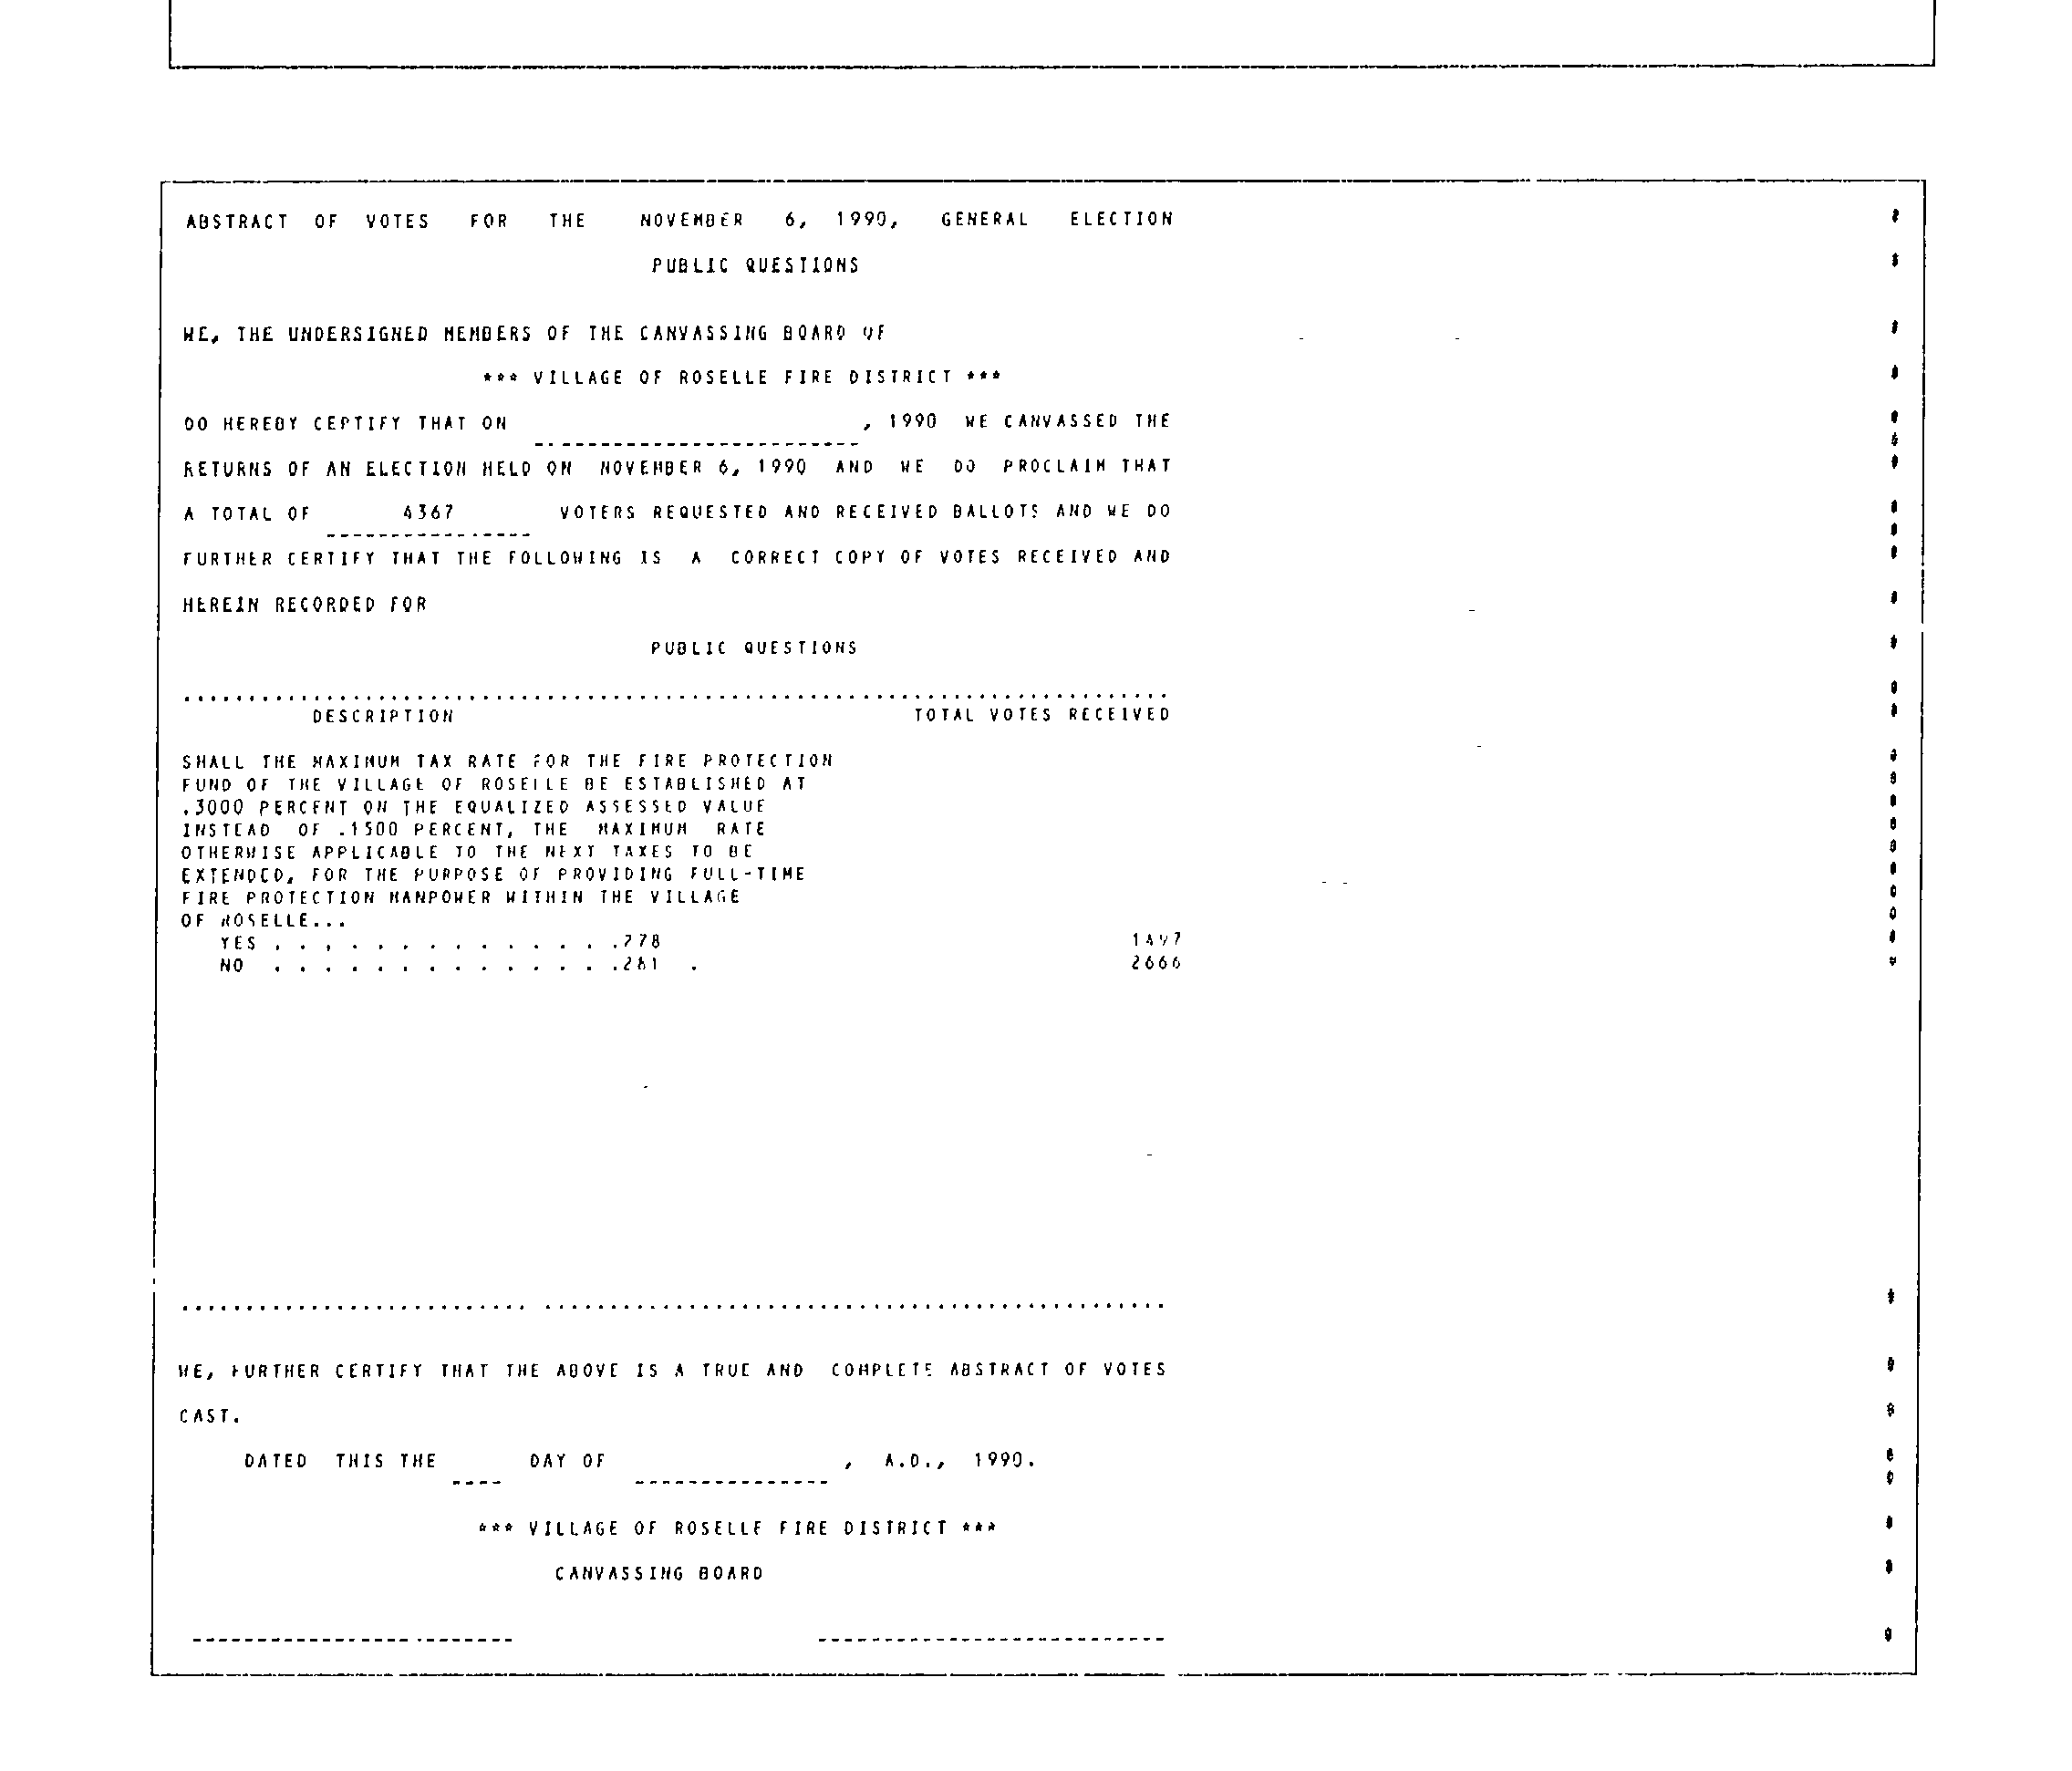 ABSTRACT OF VOTES FOR THE NOVEMBER 6, 1990, GENERAL ELECTION
PUBLIC QUESTIONS
WE, THE UNDERSIGNED MEMBERS OF THE CANVASSING BOARD OF
*** VILLAGE OF ROSELLE FIRE DISTRICT ***
DO HEREBY CERTIFY THAT ON , 1990 WE CANVASSED THE
RETURNS OF AN ELECTION HELD ON NOVEMBER 6, 1990 AND WE DO PROCLAIM THAT
A TOTAL OF 4367 VOTERS REQUESTED AND RECEIVED BALLOTS AND WE DO
FURTHER CERTIFY THAT THE FOLLOWING IS A CORRECT COPY OF VOTES RECEIVED AND
HEREIN RECORDED FOR
PUBLIC QUESTIONS
DESCRIPTION TOTAL VOTES RECEIVED
SHALL THE MAXIMUM TAX RATE FOR THE FIRE PROTECTION
FUND OF THE VILLAGE OF ROSELLE BE ESTABLISHED AT
.3000 PERCENT ON THE EQUALIZED ASSESSED VALUE
INSTEAD OF .1500 PERCENT, THE MAXIMUM RATE
OTHERWISE APPLICABLE TO THE NEXT TAXES TO BE
EXTENDED, FOR THE PURPOSE OF PROVIDING FULL-TIME
FIRE PROTECTION MANPOWER WITHIN THE VILLAGE
OF ROSELLE...
YES . . . . . . . . . . . . . .278 1497
NO . . . . . . . . . . . . . .281 . 2666
WE, FURTHER CERTIFY THAT THE ABOVE IS A TRUE AND COMPLETE ABSTRACT OF VOTES
CAST.
DATED THIS THE ---- DAY OF --------------- , A.D., 1990.
*** VILLAGE OF ROSELLE FIRE DISTRICT ***
CANVASSING BOARD